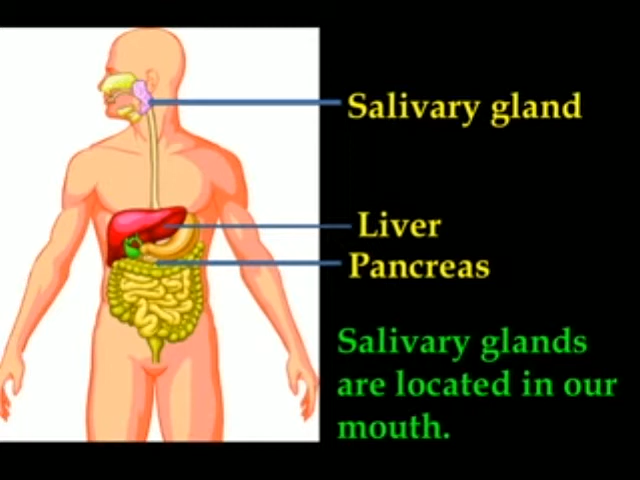 Salivary gland
Liver
Pancreas
Salivary glands
are located in our
mouth.